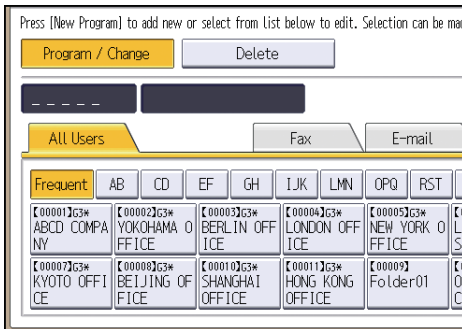 Press [New Program] to add new or select from list below to edit. Selection can be
Program / Change Delete
_ _ _ _ _
All Users Fax E-mail
Frequent AB CD EF GH IJK LMN OPQ RST
【00001】G3* 【00002】G3* 【00003】G3* 【00004】G3* 【00005】G3*
ABCD COMPA YOKOHAMA O BERLIN OFF LONDON OFF NEW YORK O
NY FFICE ICE ICE FFICE
【00007】G3* 【00008】G3* 【00010】G3* 【00011】G3* 【00009】
KYOTO OFFI BEIJING OF SHANGHAI HONG KONG Folder01
CE FICE OFFICE OFFICE